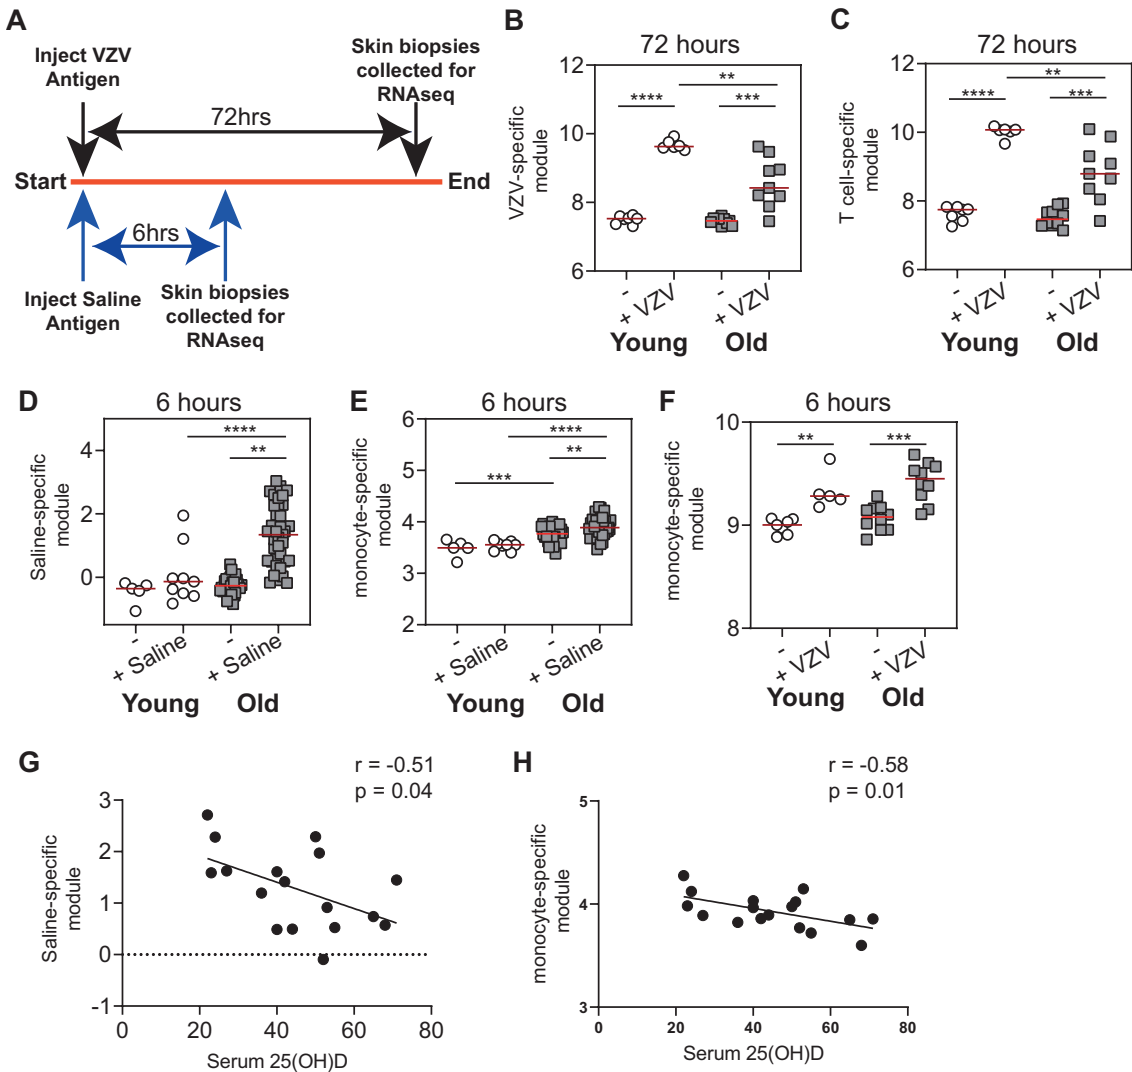 A
Inject VZV
Antigen
Skin biopsies
collected for
RNAseq
72hrs
Start
End
6hrs
Inject Saline
Antigen
Skin biopsies
collected for
RNAseq
B
72 hours
VZV-specific
module
12
10
8
6
****
***
**
-
+ VZV
-
+ VZV
Young
Old
C
72 hours
T cell-specific
module
12
10
8
6
****
***
**
-
+ VZV
-
+ VZV
Young
Old
D
6 hours
Saline-specific
module
4
2
0
****
**
-
+ Saline
-
+ Saline
Young
Old
E
6 hours
monocyte-specific
module
6
5
4
3
2
****
**
***
-
+ Saline
-
+ Saline
Young
Old
F
6 hours
monocyte-specific
module
10
9
8
**
***
-
+ VZV
-
+ VZV
Young
Old
G
r = -0.51
p = 0.04
Saline-specific
module
3
2
1
0
-1
0
20
40
60
80
Serum 25(OH)D
H
r = -0.58
p = 0.01
monocyte-specific
module
5
4
3
0
20
40
60
80
Serum 25(OH)D